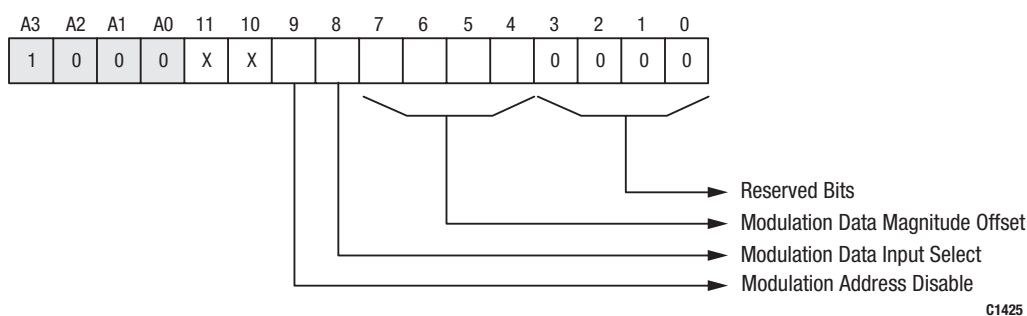 A3 A2 A1 A0 11 10 9 8 7 6 5 4 3 2 1 0
1 0 0 0 X X 0 0 0 0
Reserved Bits
Modulation Data Magnitude Offset
Modulation Data Input Select
Modulation Address Disable
C1425